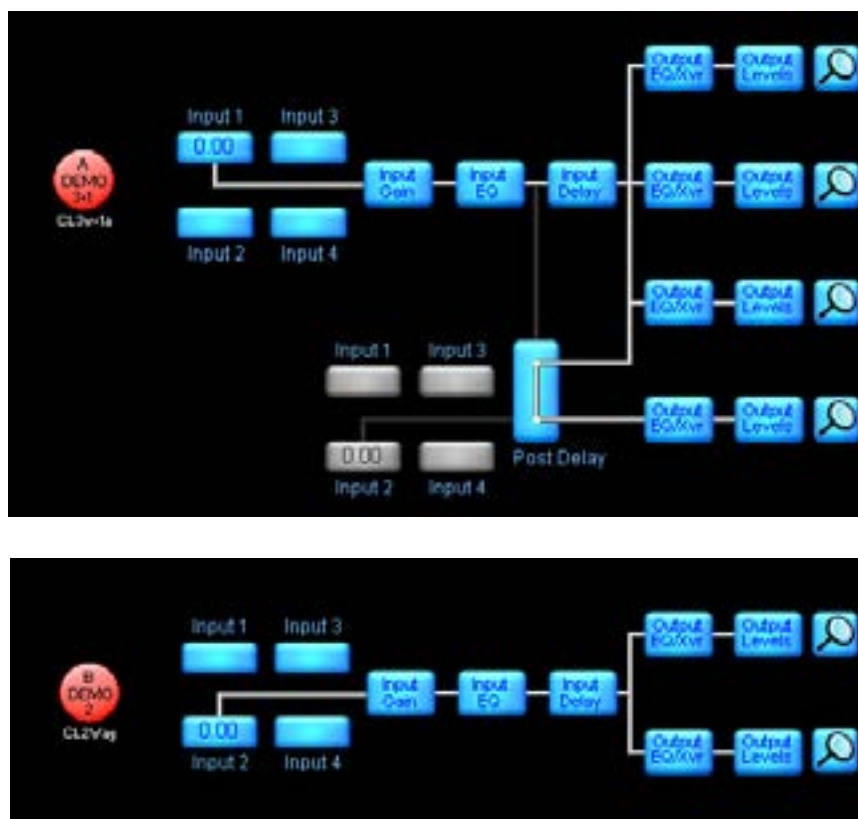 Input 1 Input 3
0.00
A
DEMO
3+1
CL3w+1a
Input 2 Input 4
Input Gain
Input EQ
Input Delay
Output EQ/Xvr
Output Levels
Output EQ/Xvr
Output Levels
Output EQ/Xvr
Output Levels
Output EQ/Xvr
Output Levels
Input 1 Input 3
0.00
Input 2 Input 4
Post Delay
Input 1 Input 3
B
DEMO
2
CL2Way
0.00
Input 2 Input 4
Input Gain
Input EQ
Input Delay
Output EQ/Xvr
Output Levels
Output EQ/Xvr
Output Levels